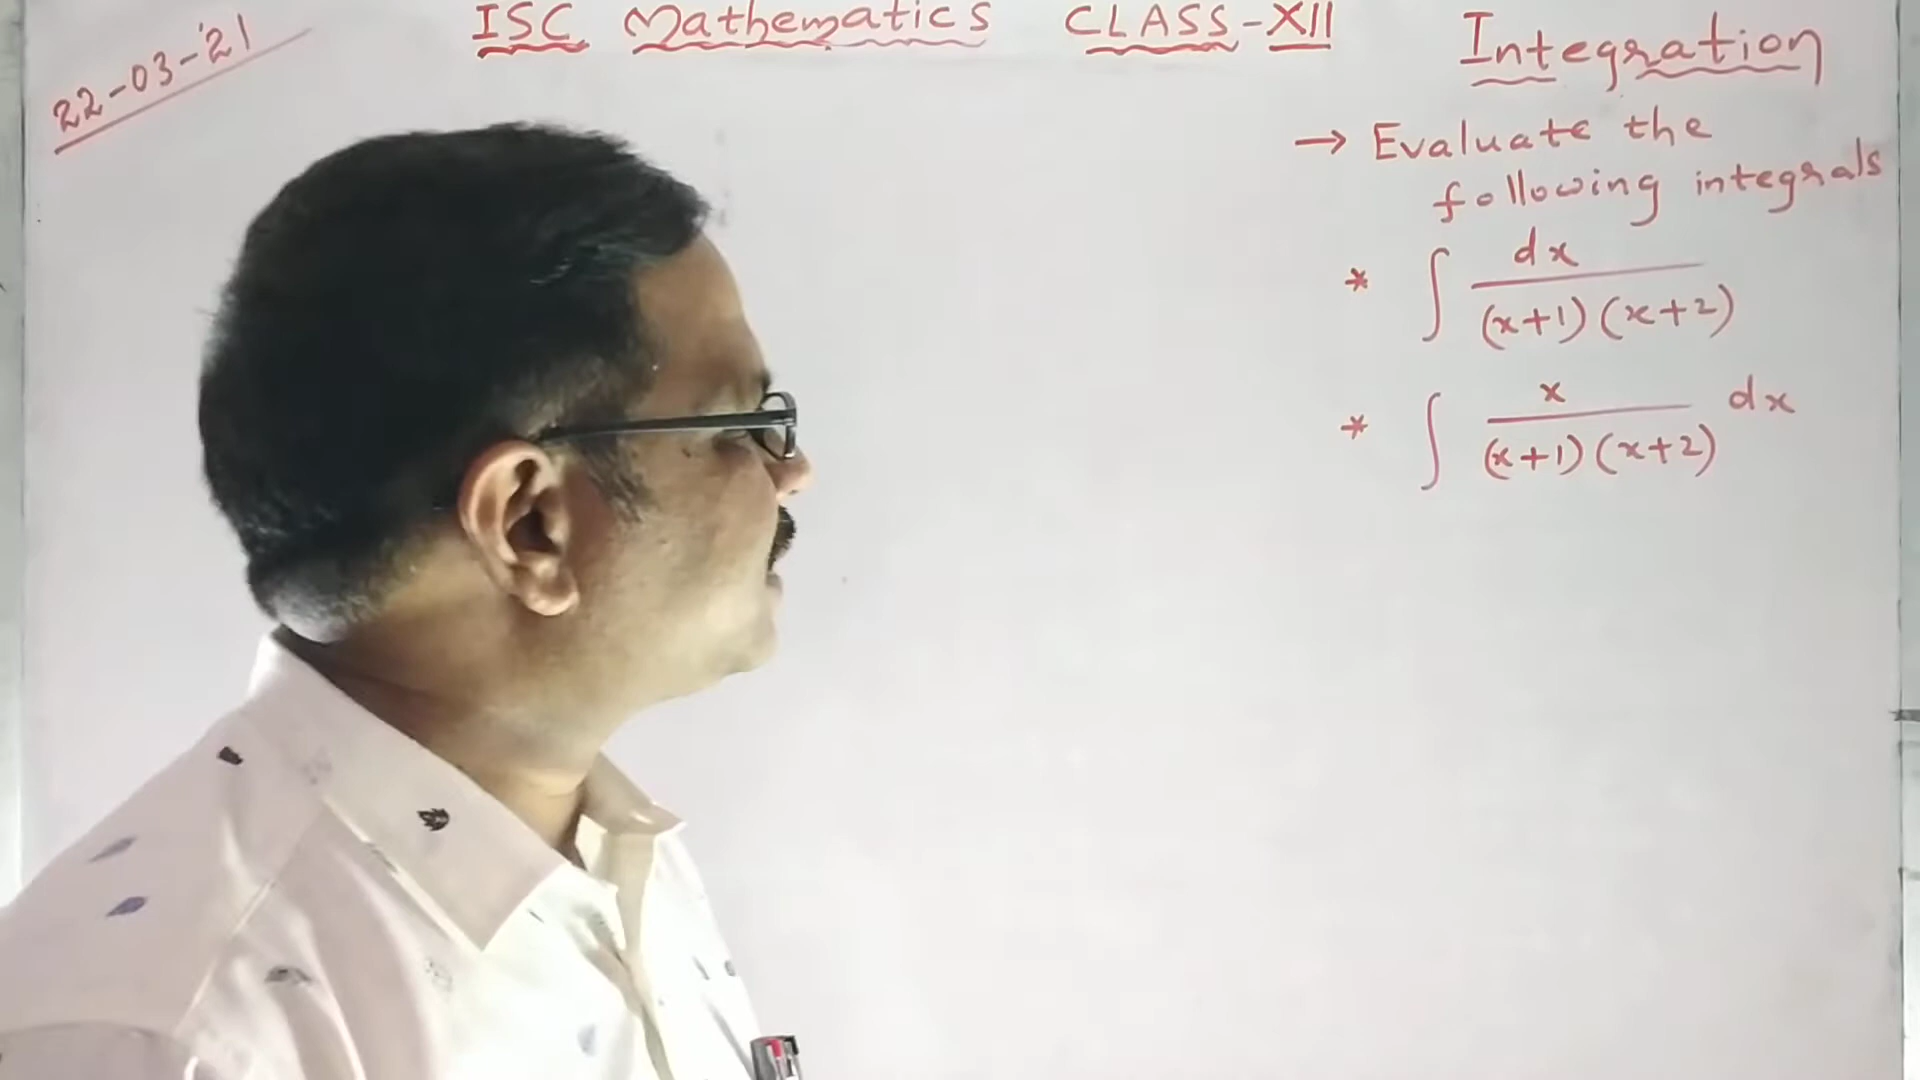 22-03-'21
ISC Mathematics CLASS-XII
Integration
→ Evaluate the
following integrals
* ∫ dx / (x+1)(x+2)
* ∫ x / (x+1)(x+2) dx